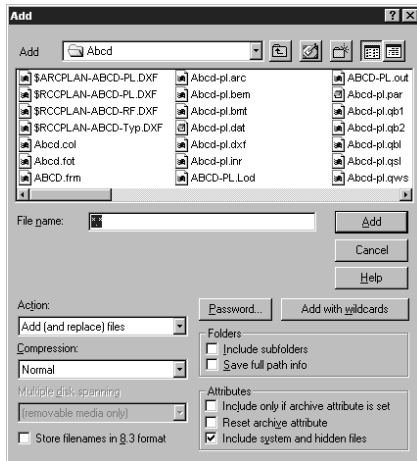 Add
Add Abcd
$ARCPLAN-ABCD-PL.DXF Abcd-pl.arc ABCD-PL.out
$RCCPLAN-ABCD-PL.DXF Abcd-pl.bem Abcd-pl.par
$RCCPLAN-ABCD-RF.DXF Abcd-pl.bmt Abcd-pl.qb1
$RCCPLAN-ABCD-Typ.DXF Abcd-pl.dat Abcd-pl.qb2
Abcd.col Abcd-pl.dxf Abcd-pl.qbl
Abcd.fot Abcd-pl.inr Abcd-pl.qsl
ABCD.frm ABCD-PL.Lod Abcd-pl.qws
File name: *.* Add
Cancel
Help
Action: Password... Add with wildcards
Add (and replace) files
Folders
Include subfolders
Save full path info
Compression:
Normal
Multiple disk spanning
(removable media only)
Attributes
Include only if archive attribute is set
Reset archive attribute
Include system and hidden files
Store filenames in 8.3 format